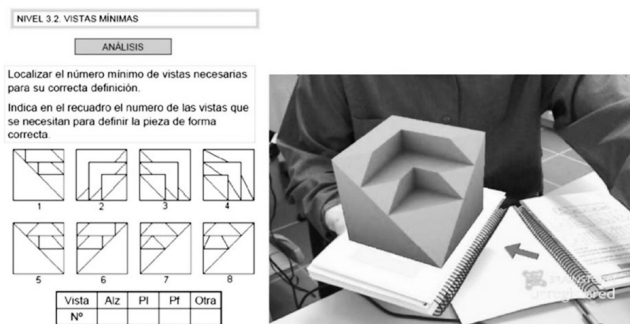 NIVEL 3.2. VISTAS MÍNIMAS
ANÁLISIS
Localizar el número mínimo de vistas necesarias
para su correcta definición.
Indica en el recuadro el numero de las vistas que
se necesitan para definir la pieza de forma
correcta.
1 2 3 4
5 6 7 8
Vista Alz Pl Pf Otra
Nº